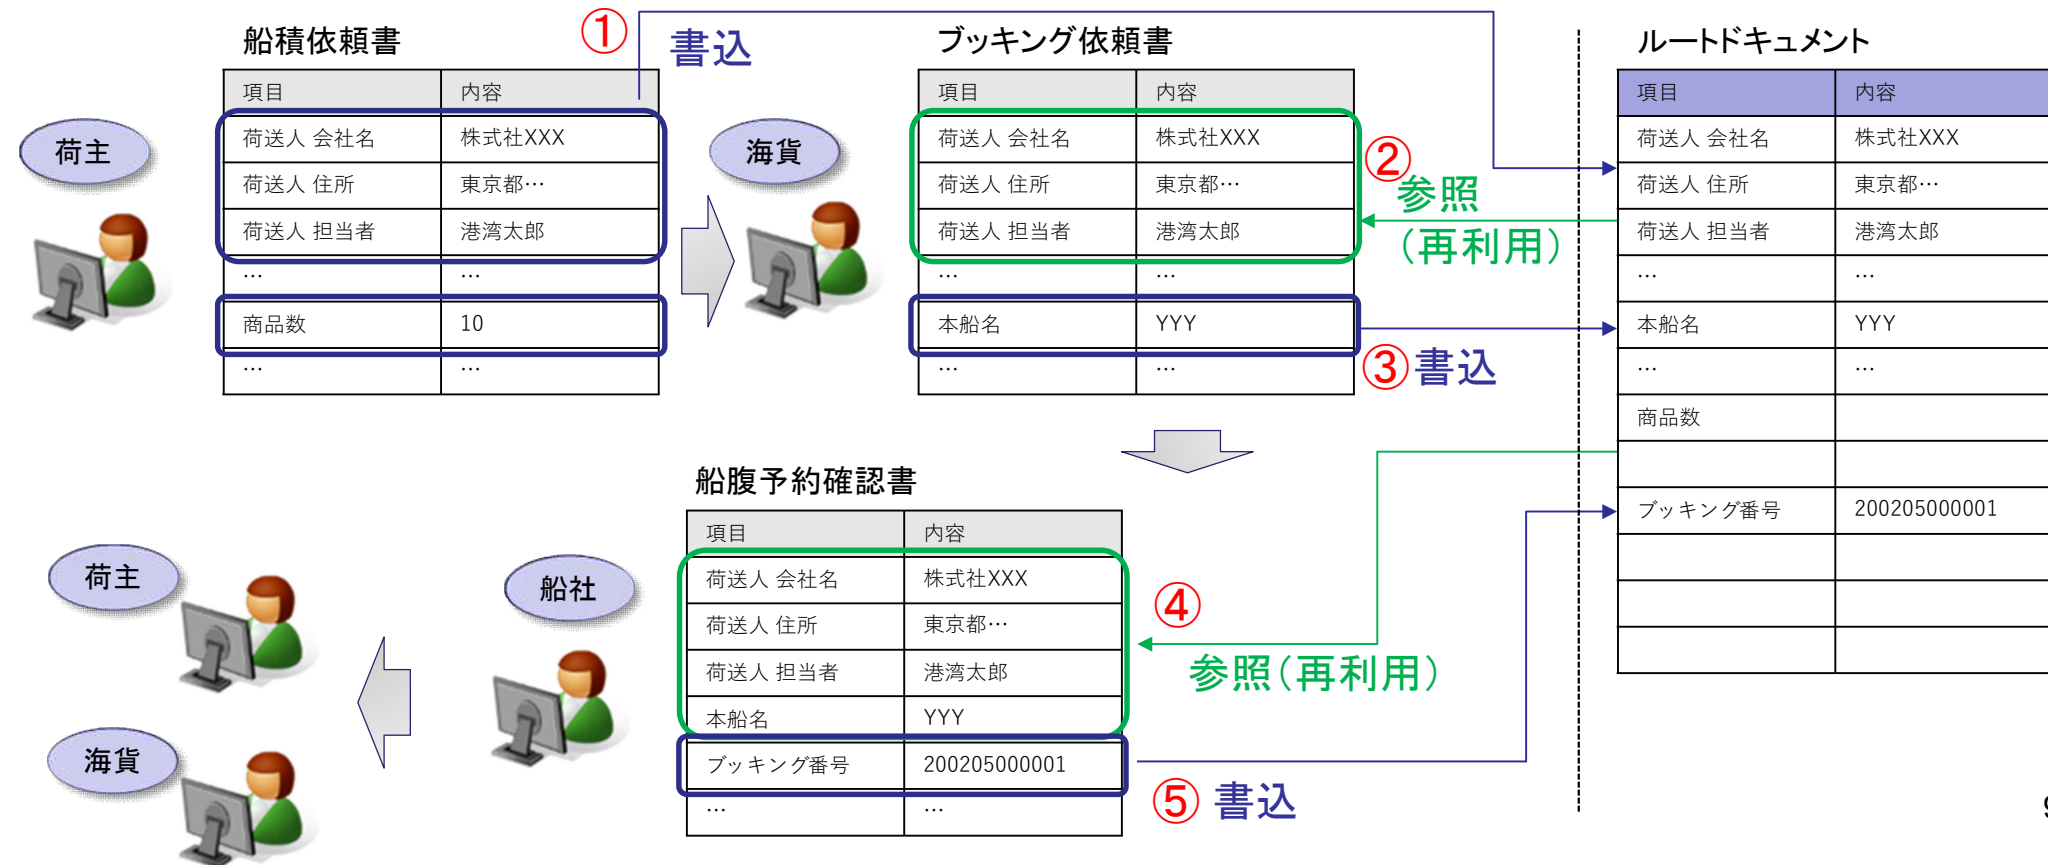 船積依頼書
① 書込
項目 内容
荷送人 会社名 株式社XXX
荷送人 住所 東京都…
荷送人 担当者 港湾太郎
… …
商品数 10
… …
荷主
海貨
ブッキング依頼書
項目 内容
荷送人 会社名 株式社XXX
荷送人 住所 東京都…
荷送人 担当者 港湾太郎
… …
本船名 YYY
… …
②
参照
(再利用)
③書込
ルートドキュメント
項目 内容
荷送人 会社名 株式社XXX
荷送人 住所 東京都…
荷送人 担当者 港湾太郎
… …
本船名 YYY
… …
商品数
ブッキング番号 200205000001
船腹予約確認書
項目 内容
荷送人 会社名 株式社XXX
荷送人 住所 東京都…
荷送人 担当者 港湾太郎
本船名 YYY
ブッキング番号 200205000001
… …
④
参照(再利用)
⑤ 書込
船社
荷主
海貨